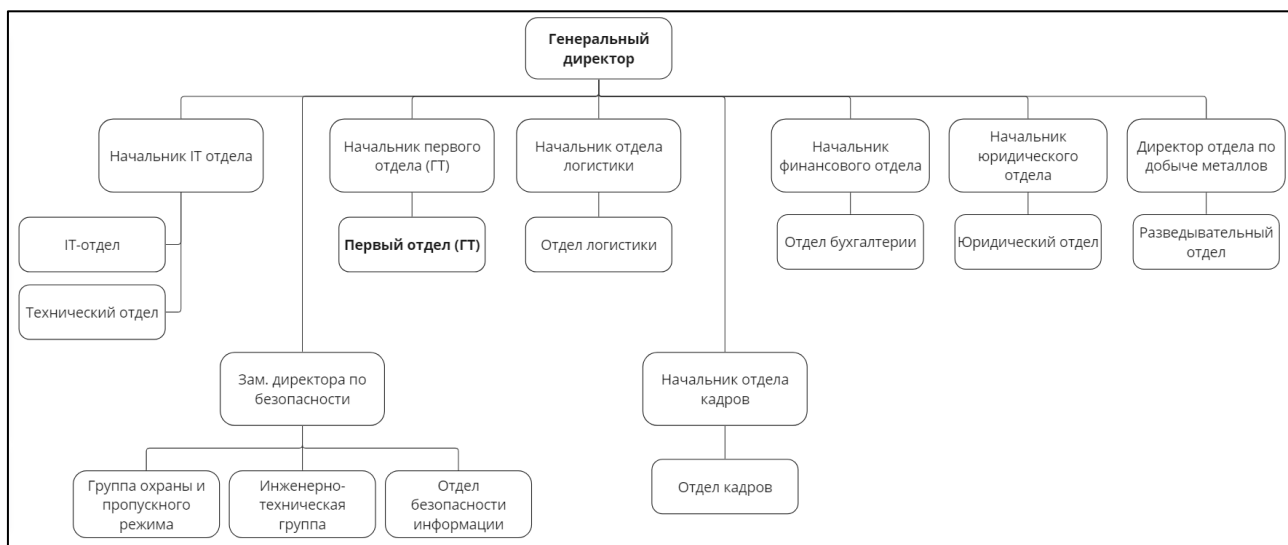 Генеральный
директор
Начальник IT отдела
Начальник первого
отдела (ГТ)
Начальник отдела
логистики
Начальник
финансового отдела
Начальник
юридического
отдела
Директор отдела по
добыче металлов
IT-отдел
Первый отдел (ГТ)
Отдел логистики
Отдел бухгалтерии
Юридический отдел
Разведывательный
отдел
Технический отдел
Зам. директора по
безопасности
Начальник отдела
кадров
Группа охраны и
пропускного
режима
Инженерно-
техническая
группа
Отдел
безопасности
информации
Отдел кадров